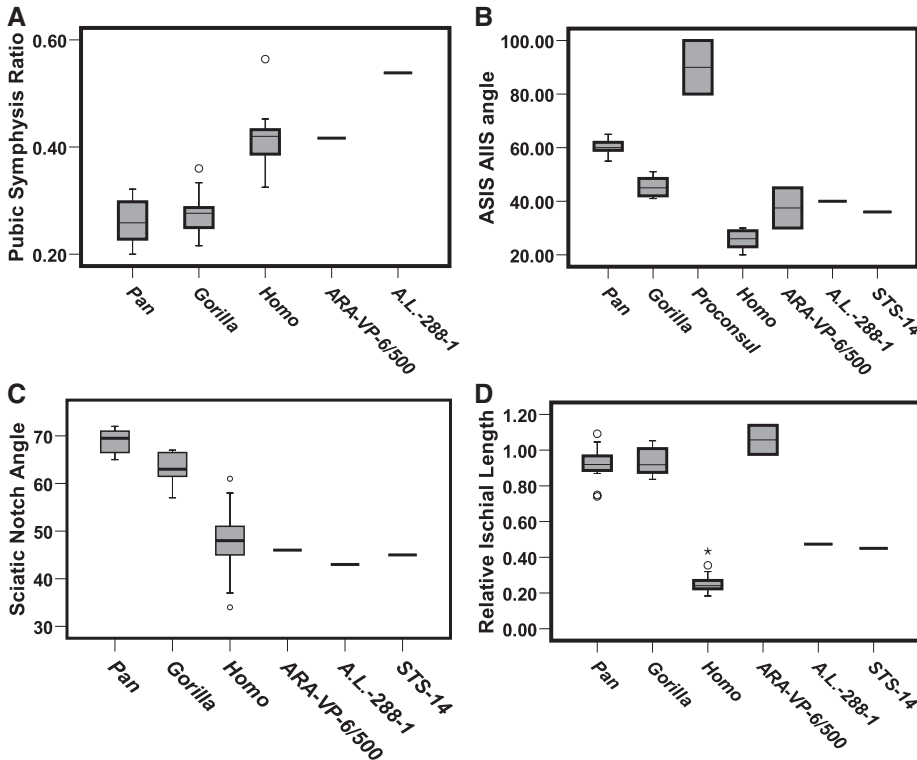 A
Pubic Symphysis Ratio
0.60
0.40
0.20
Pan
Gorilla
Homo
ARA-VP-6/500
A.L.-288-1
B
ASIS AIIS angle
100.00
80.00
60.00
40.00
20.00
Pan
Gorilla
Proconsul
Homo
ARA-VP-6/500
A.L.-288-1
STS-14
C
Sciatic Notch Angle
70
60
50
40
30
Pan
Gorilla
Homo
ARA-VP-6/500
A.L.-288-1
STS-14
D
Relative Ischial Length
1.20
1.00
0.80
0.60
0.40
0.20
0.00
*
Pan
Gorilla
Homo
ARA-VP-6/500
A.L.-288-1
STS-14